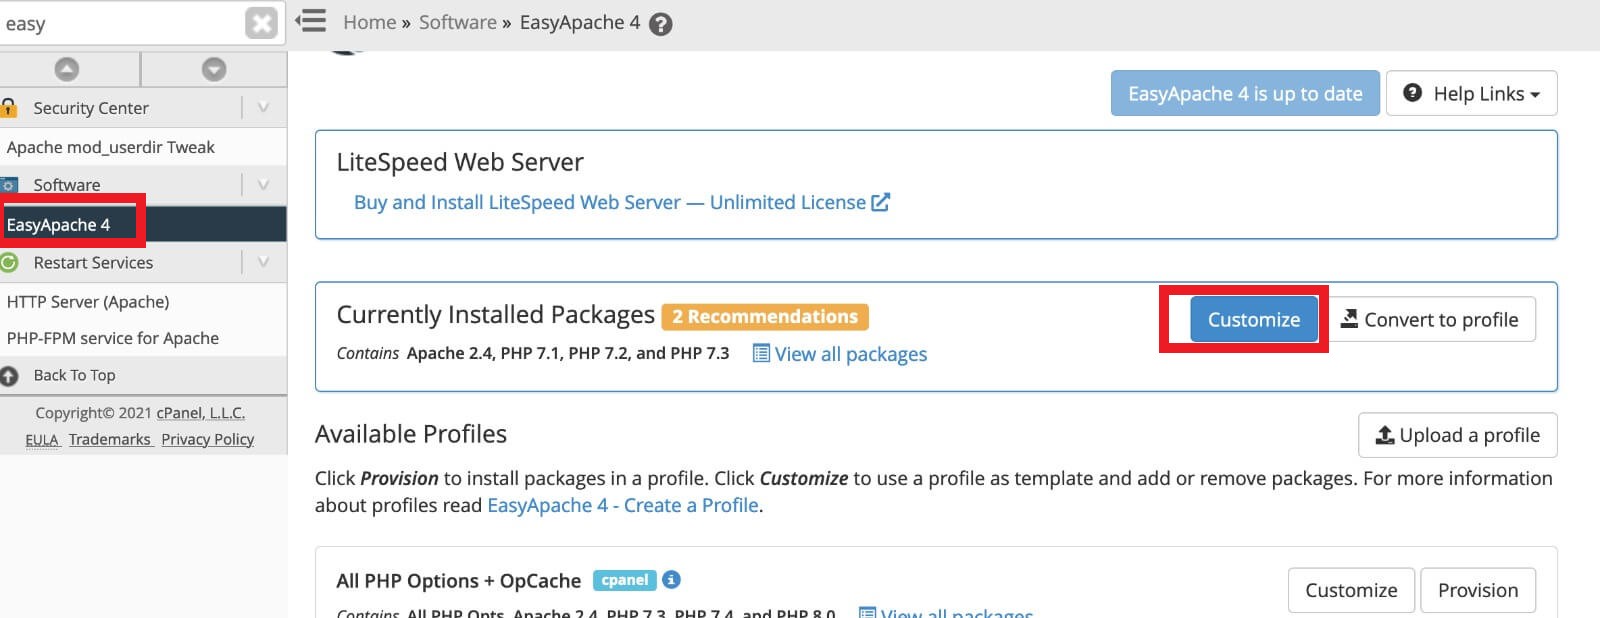 easy
Home » Software » EasyApache 4
EasyApache 4 is up to date
Help Links
Security Center
Apache mod_userdir Tweak
Software
EasyApache 4
Restart Services
HTTP Server (Apache)
PHP-FPM service for Apache
Back To Top
Copyright© 2021 cPanel, L.L.C.
EULA Trademarks Privacy Policy
LiteSpeed Web Server
Buy and Install LiteSpeed Web Server — Unlimited License
Currently Installed Packages 2 Recommendations
Customize
Convert to profile
Contains Apache 2.4, PHP 7.1, PHP 7.2, and PHP 7.3 View all packages
Available Profiles
Upload a profile
Click Provision to install packages in a profile. Click Customize to use a profile as template and add or remove packages. For more information
about profiles read EasyApache 4 - Create a Profile.
All PHP Options + OpCache cpanel
Customize
Provision
Contains All PHP Opts, Apache 2.4, PHP 7.3, PHP 7.4, and PHP 8.0 View all packages